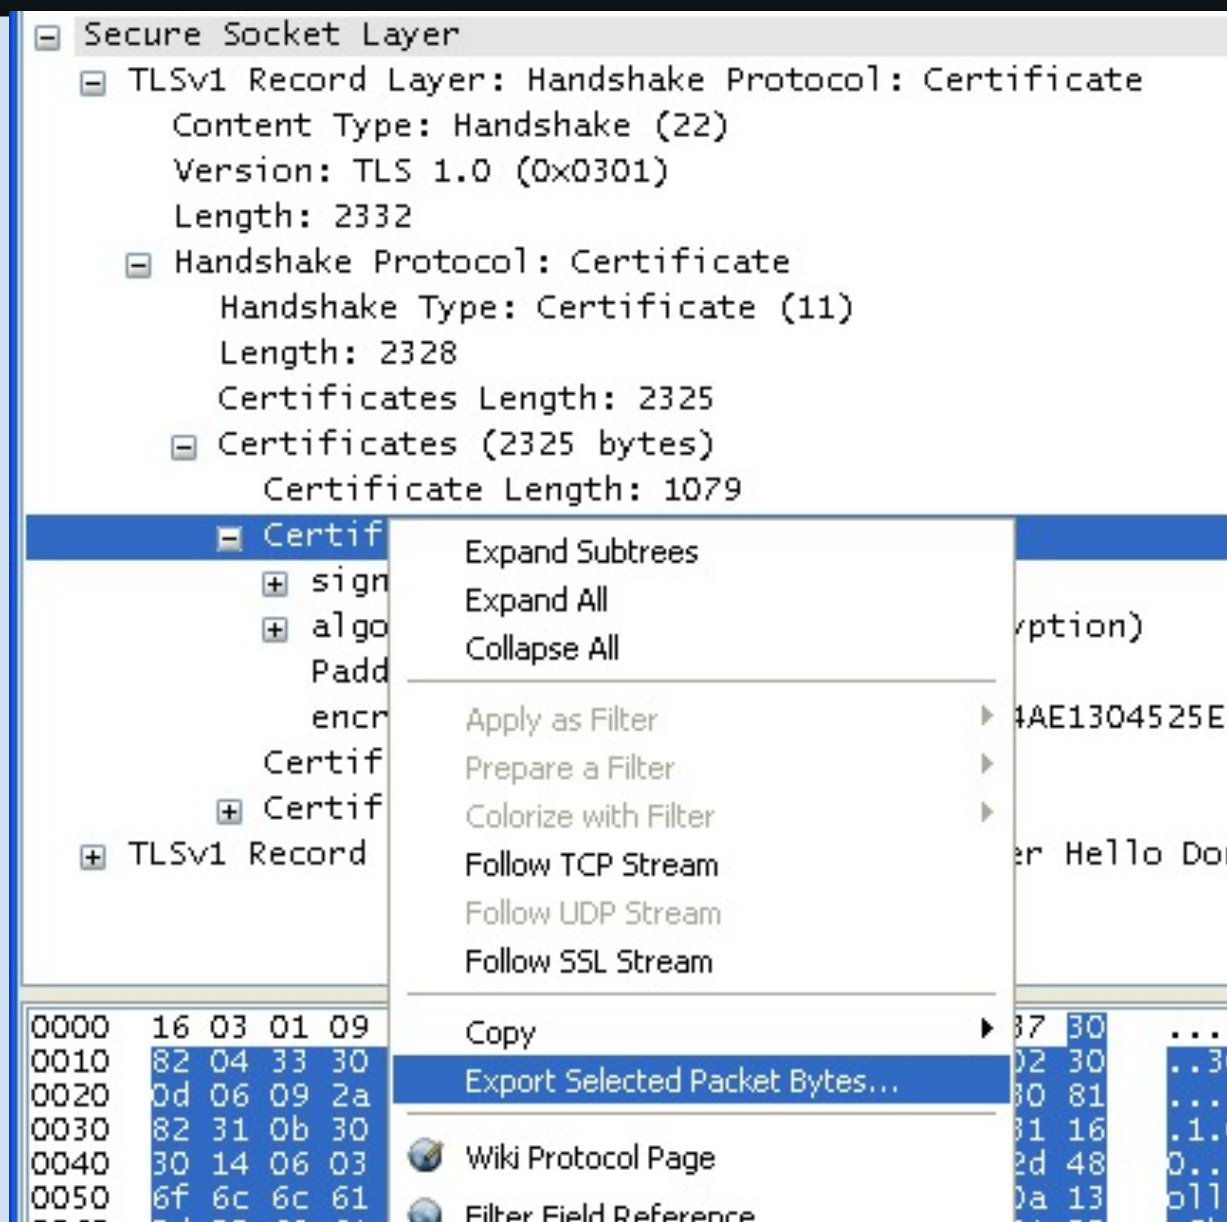 Secure Socket Layer
TLSv1 Record Layer: Handshake Protocol: Certificate
Content Type: Handshake (22)
Version: TLS 1.0 (0x0301)
Length: 2332
Handshake Protocol: Certificate
Handshake Type: Certificate (11)
Length: 2328
Certificates Length: 2325
Certificates (2325 bytes)
Certificate Length: 1079
Certif
sign
algo yption)
Padd
encr 4AE1304525E
Certif
Certif
TLSv1 Record er Hello Do
Expand Subtrees
Expand All
Collapse All
Apply as Filter
Prepare a Filter
Colorize with Filter
Follow TCP Stream
Follow UDP Stream
Follow SSL Stream
Copy
Export Selected Packet Bytes...
Wiki Protocol Page
Filter Field Reference
0000 16 03 01 09 37 30 ...
0010 82 04 33 30 02 30 ..3
0020 0d 06 09 2a 30 81 ...
0030 82 31 0b 30 31 16 .1.
0040 30 14 06 03 2d 48 0..
0050 6f 6c 6c 61 0a 13 oll